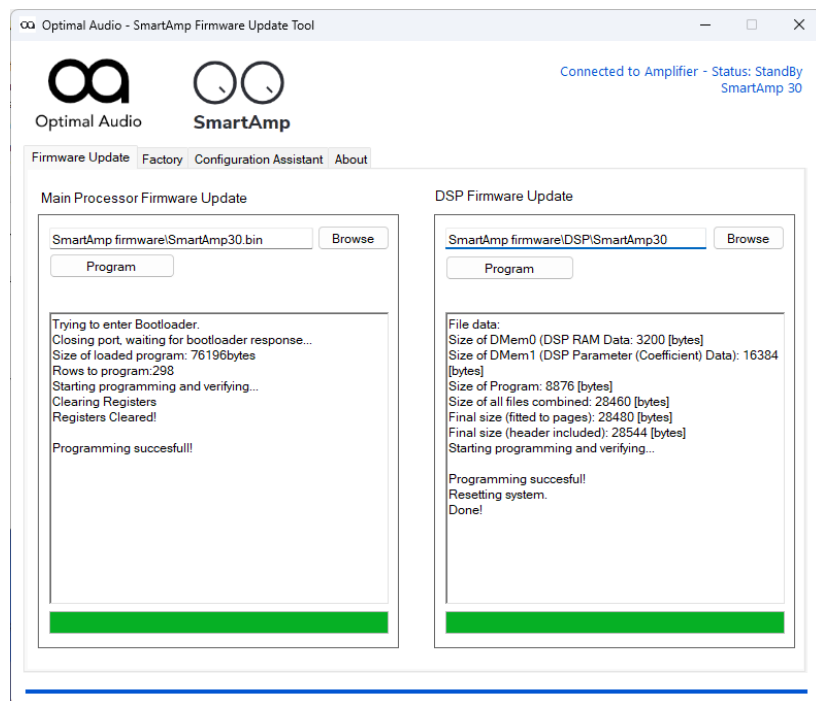 Optimal Audio - SmartAmp Firmware Update Tool
Connected to Amplifier - Status: StandBy
SmartAmp 30
Optimal Audio
SmartAmp
Firmware Update
Factory
Configuration Assistant
About
Main Processor Firmware Update
SmartAmp firmware\SmartAmp30.bin
Browse
Program
Trying to enter Bootloader.
Closing port, waiting for bootloader response...
Size of loaded program: 76196bytes
Rows to program:298
Starting programming and verifying...
Clearing Registers
Registers Cleared!
Programming succesfull!
DSP Firmware Update
SmartAmp firmware\DSP\SmartAmp30
Browse
Program
File data:
Size of DMem0 (DSP RAM Data: 3200 [bytes]
Size of DMem1 (DSP Parameter (Coefficient) Data): 16384
[bytes]
Size of Program: 8876 [bytes]
Size of all files combined: 28460 [bytes]
Final size (fitted to pages): 28480 [bytes]
Final size (header included): 28544 [bytes]
Starting programming and verifying...
Programming succesful!
Resetting system.
Done!